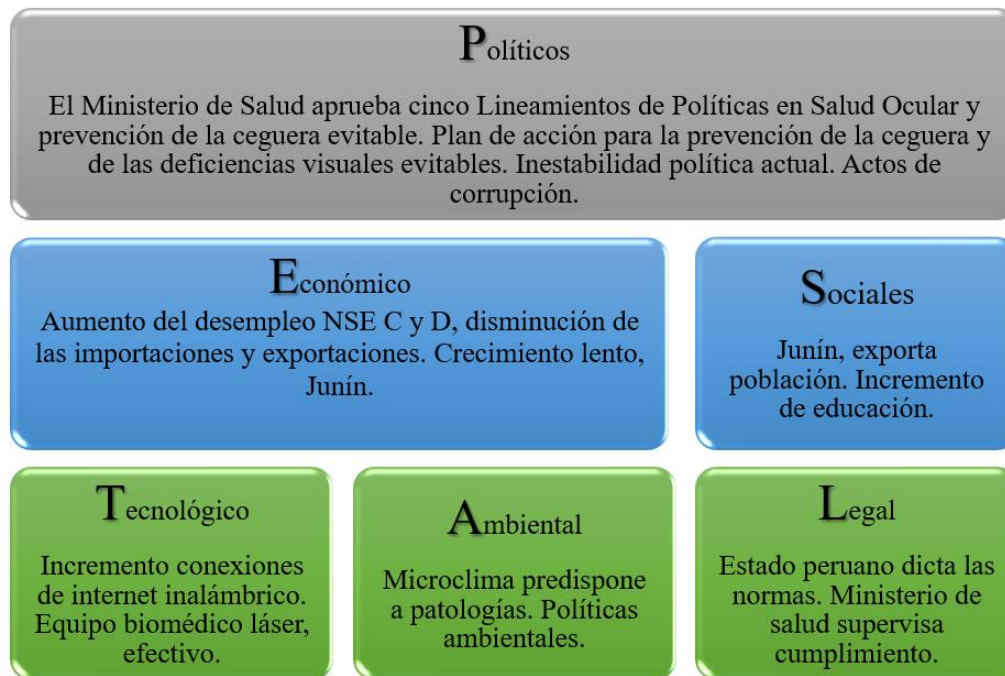 Políticos
El Ministerio de Salud aprueba cinco Lineamientos de Políticas en Salud Ocular y
prevención de la ceguera evitable. Plan de acción para la prevención de la ceguera y
de las deficiencias visuales evitables. Inestabilidad política actual. Actos de
corrupción.
Económico
Aumento del desempleo NSE C y D, disminución de
las importaciones y exportaciones. Crecimiento lento,
Junín.
Sociales
Junín, exporta
población. Incremento
de educación.
Tecnológico
Incremento conexiones
de internet inalámbrico.
Equipo biomédico láser,
efectivo.
Ambiental
Microclima predispone
a patologías. Políticas
ambientales.
Legal
Estado peruano dicta las
normas. Ministerio de
salud supervisa
cumplimiento.